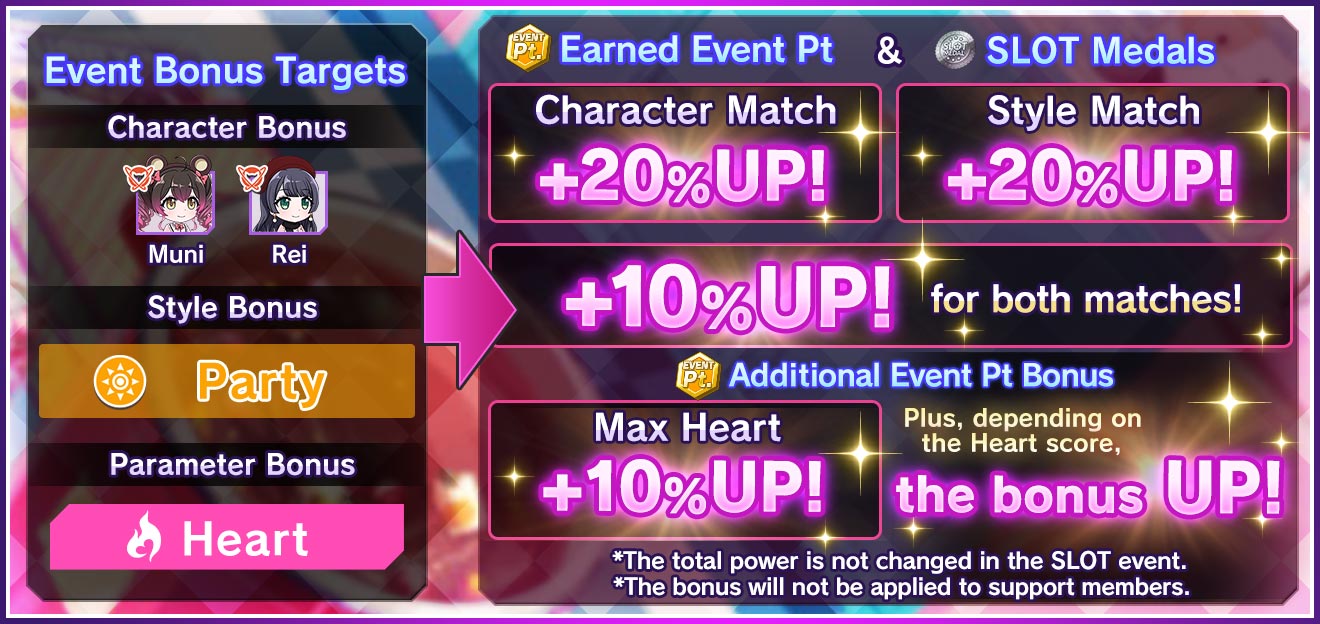 Event Bonus Targets
Character Bonus
Muni
Rei
Style Bonus
Party
Parameter Bonus
Heart
EVENT
Pt.
Earned Event Pt
&
SLOT
MEDAL
SLOT Medals
Character Match
+20%UP!
Style Match
+20%UP!
+10%UP! for both matches!
EVENT
Pt.
Additional Event Pt Bonus
Max Heart
+10%UP!
Plus, depending on
the Heart score,
the bonus UP!
*The total power is not changed in the SLOT event.
*The bonus will not be applied to support members.